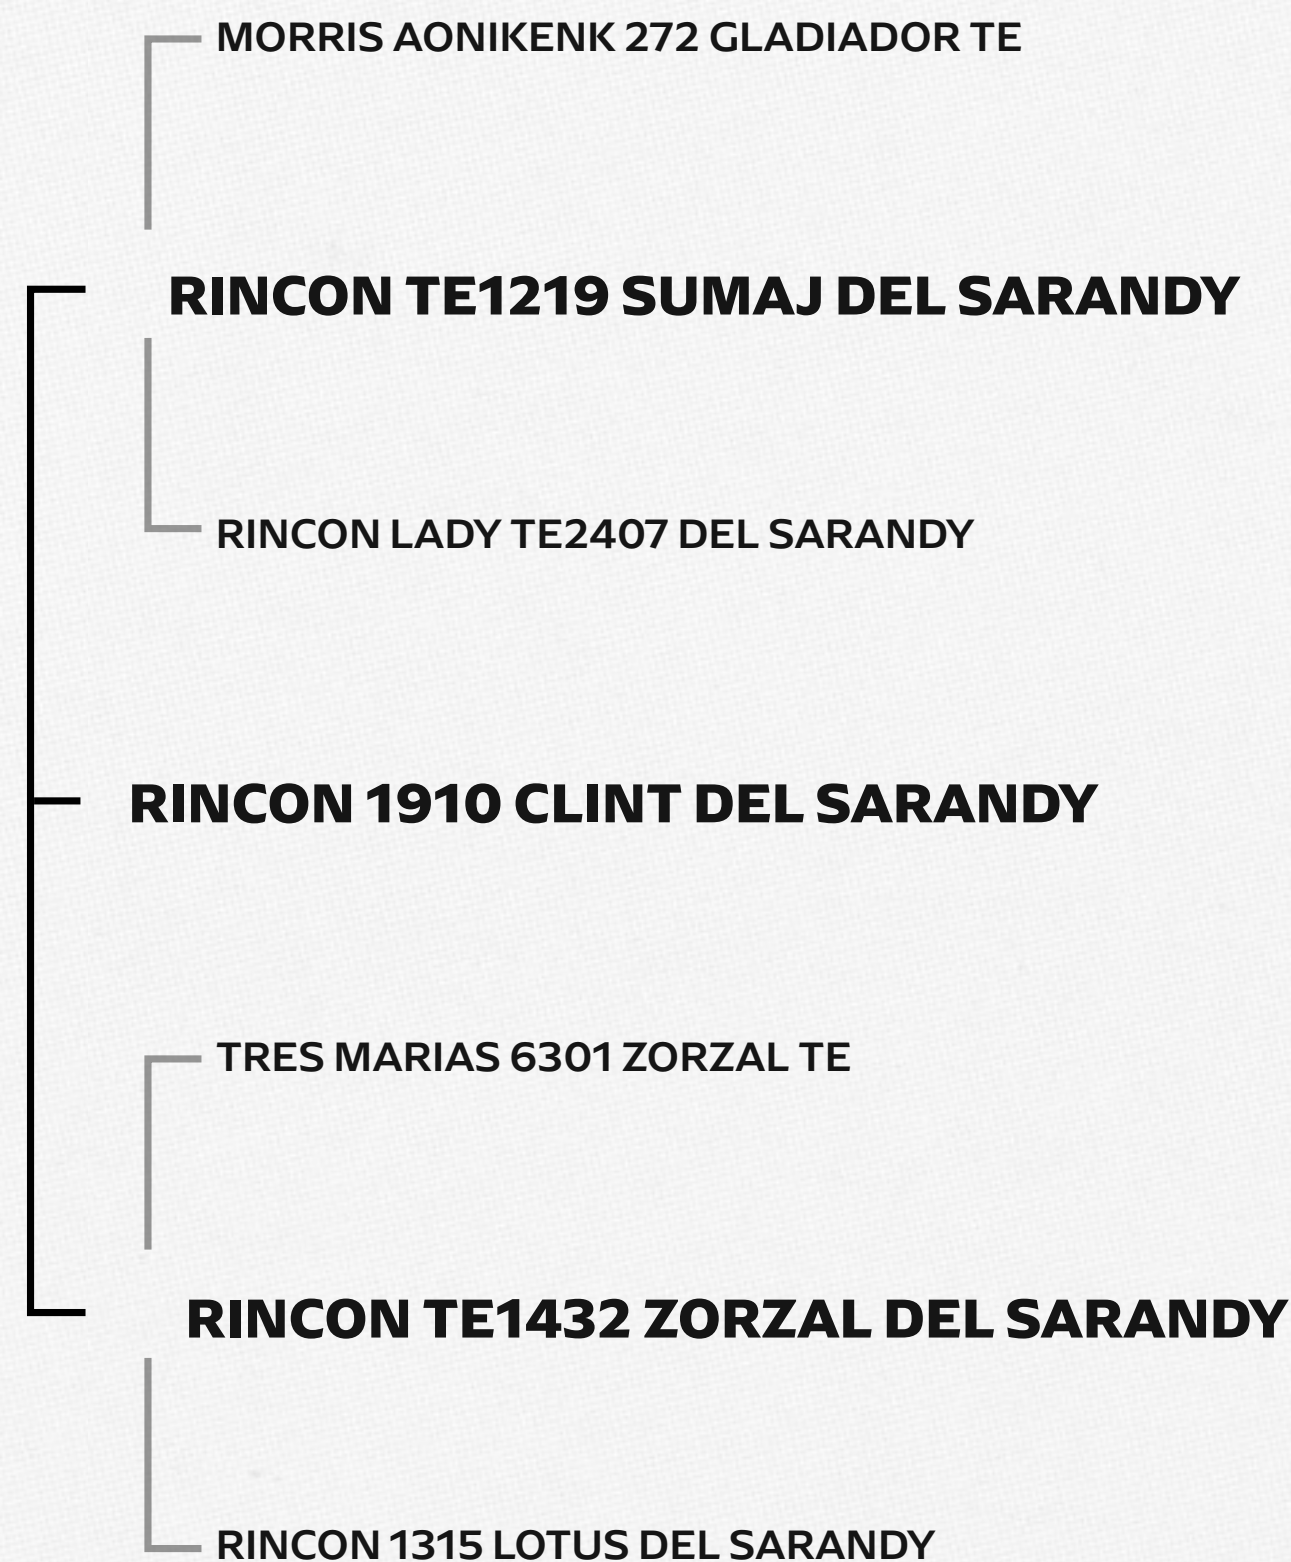 MORRIS AONIKENK 272 GLADIADOR TE
RINCON TE1219 SUMAJ DEL SARANDY
RINCON LADY TE2407 DEL SARANDY
RINCON 1910 CLINT DEL SARANDY
TRES MARIAS 6301 ZORZAL TE
RINCON TE1432 ZORZAL DEL SARANDY
RINCON 1315 LOTUS DEL SARANDY